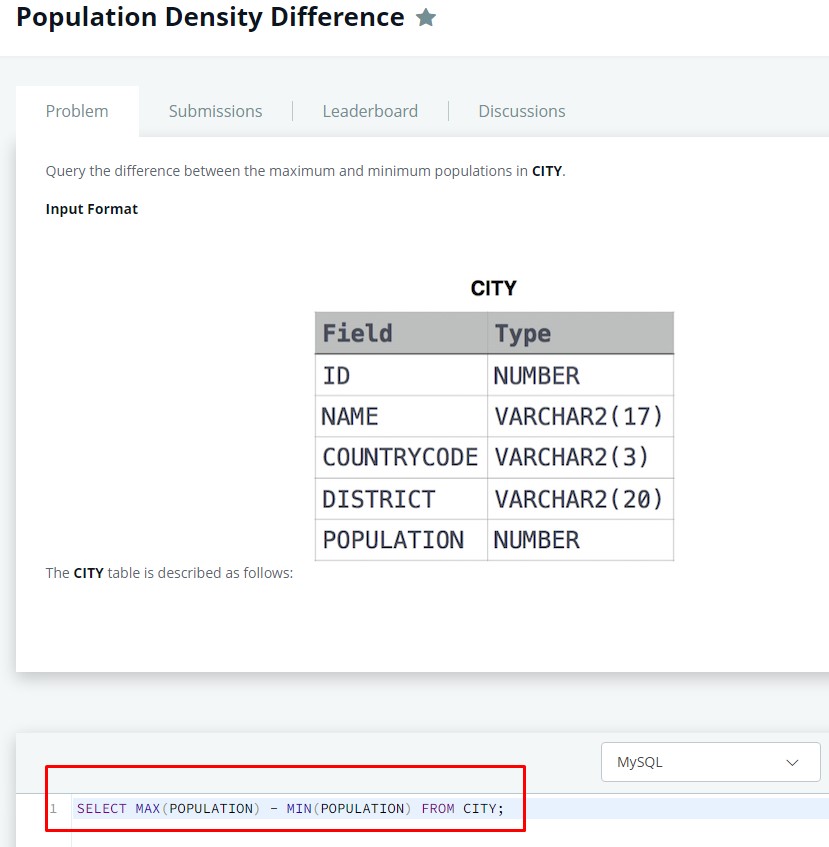 Population Density Difference
Problem Submissions Leaderboard Discussions
Query the difference between the maximum and minimum populations in CITY.
Input Format
CITY
Field Type
ID NUMBER
NAME VARCHAR2(17)
COUNTRYCODE VARCHAR2(3)
DISTRICT VARCHAR2(20)
POPULATION NUMBER
The CITY table is described as follows:
MySQL
1 SELECT MAX(POPULATION) - MIN(POPULATION) FROM CITY;